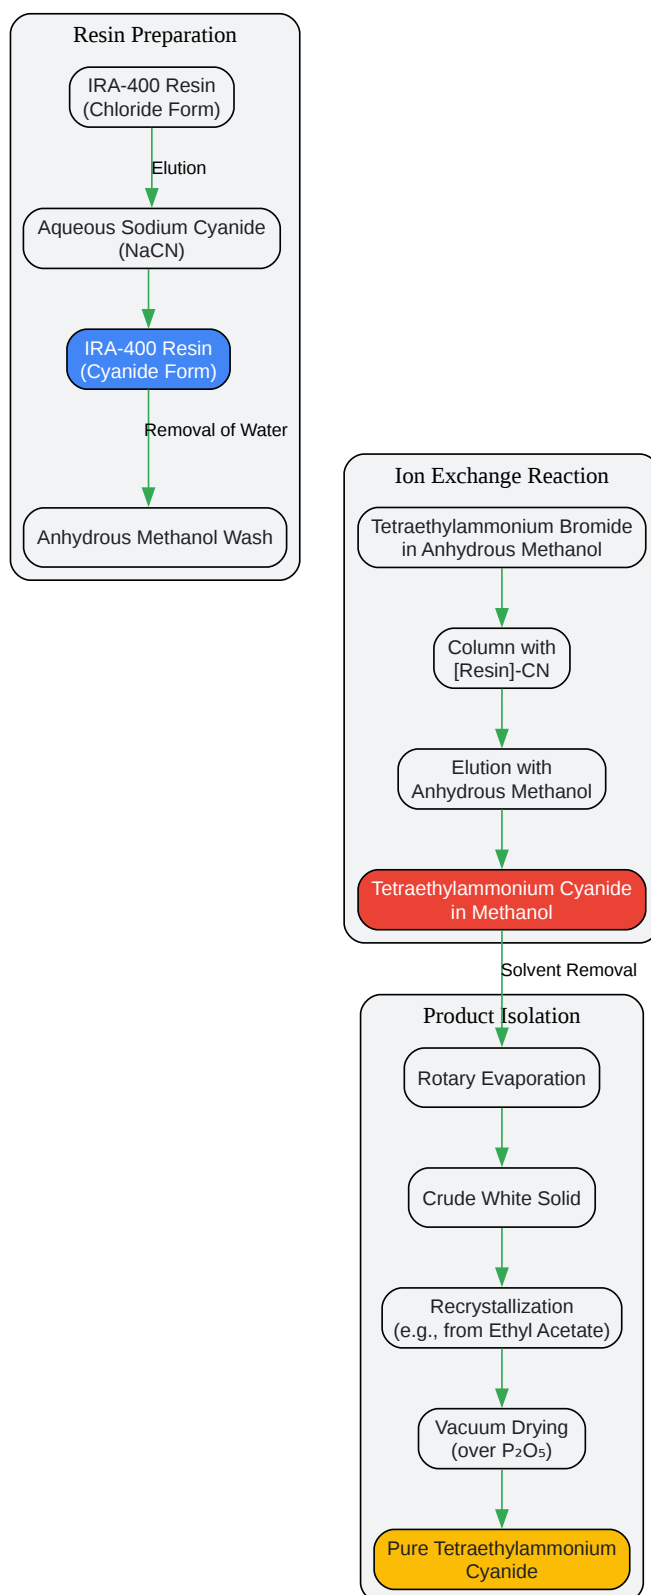 Resin Preparation
IRA-400 Resin
(Chloride Form)
Elution
Aqueous Sodium Cyanide
(NaCN)
IRA-400 Resin
(Cyanide Form)
Removal of Water
Anhydrous Methanol Wash
Ion Exchange Reaction
Tetraethylammonium Bromide
in Anhydrous Methanol
Column with
[Resin]-CN
Elution with
Anhydrous Methanol
Tetraethylammonium Cyanide
in Methanol
Solvent Removal
Product Isolation
Rotary Evaporation
Crude White Solid
Recrystallization
(e.g., from Ethyl Acetate)
Vacuum Drying
(over P₂O₅)
Pure Tetraethylammonium
Cyanide